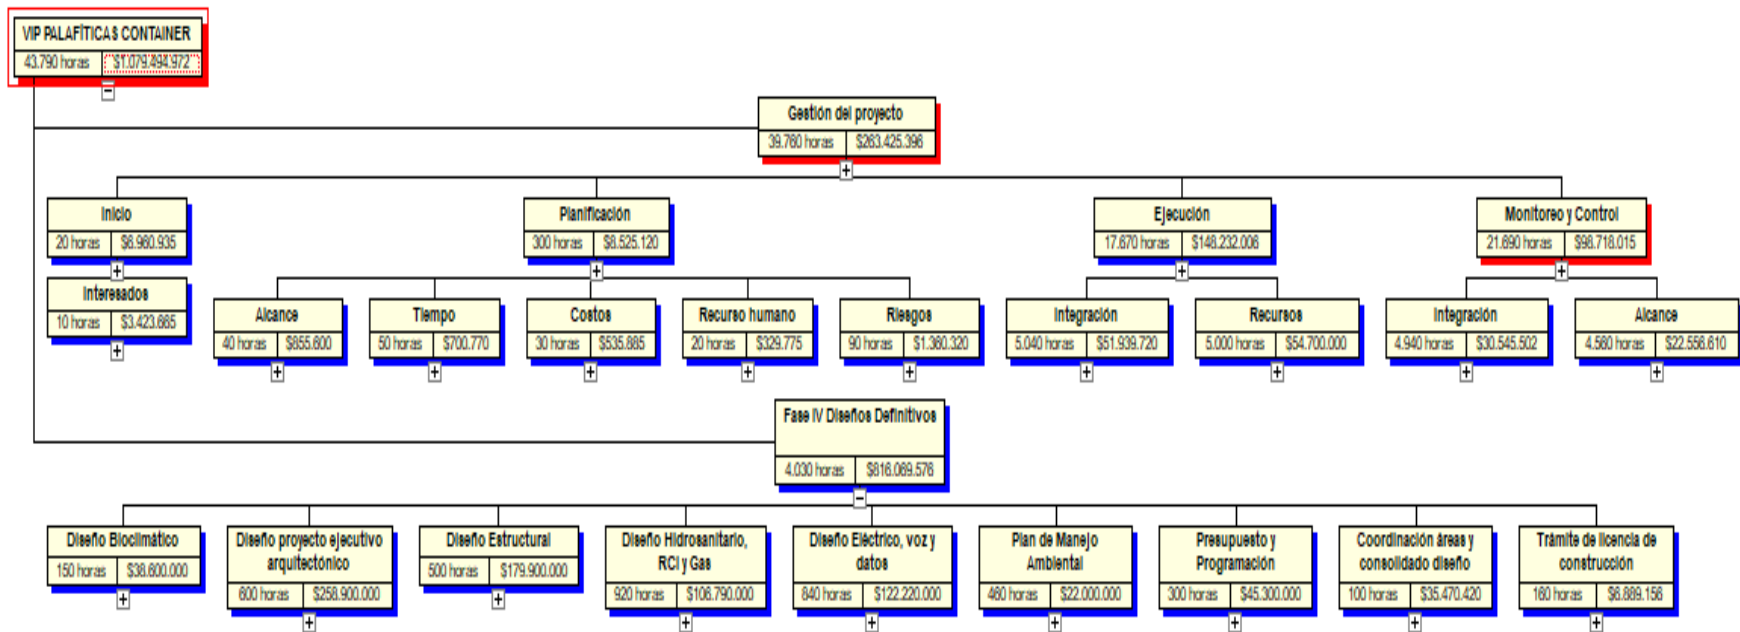 VIP PALAFÍTICAS CONTAINER
43.790 horas $1.079.494.972
Gestión del proyecto
39.760 horas $263.425.396
Inicio
20 horas $8.960.935
Planificación
300 horas $8.525.120
Ejecución
17.670 horas $148.232.006
Monitoreo y Control
21.690 horas $98.718.015
Interesados
10 horas $3.423.665
Alcance
40 horas $855.600
Tiempo
50 horas $700.770
Costos
30 horas $535.885
Recurso humano
20 horas $329.775
Riesgos
90 horas $1.360.320
Integración
5.040 horas $51.939.720
Recursos
5.000 horas $54.700.000
Integración
4.940 horas $30.545.502
Alcance
4.560 horas $22.556.610
Fase IV Diseños Definitivos
4.030 horas $816.069.576
Diseño Bioclimático
150 horas $38.600.000
Diseño proyecto ejecutivo
arquitectónico
600 horas $258.900.000
Diseño Estructural
500 horas $179.900.000
Diseño Hidrosanitario,
RCI y Gas
920 horas $106.790.000
Diseño Eléctrico, voz y
datos
840 horas $122.220.000
Plan de Manejo
Ambiental
460 horas $22.000.000
Presupuesto y
Programación
300 horas $45.300.000
Coordinación áreas y
consolidado diseño
100 horas $35.470.420
Trámite de licencia de
construcción
160 horas $6.889.156